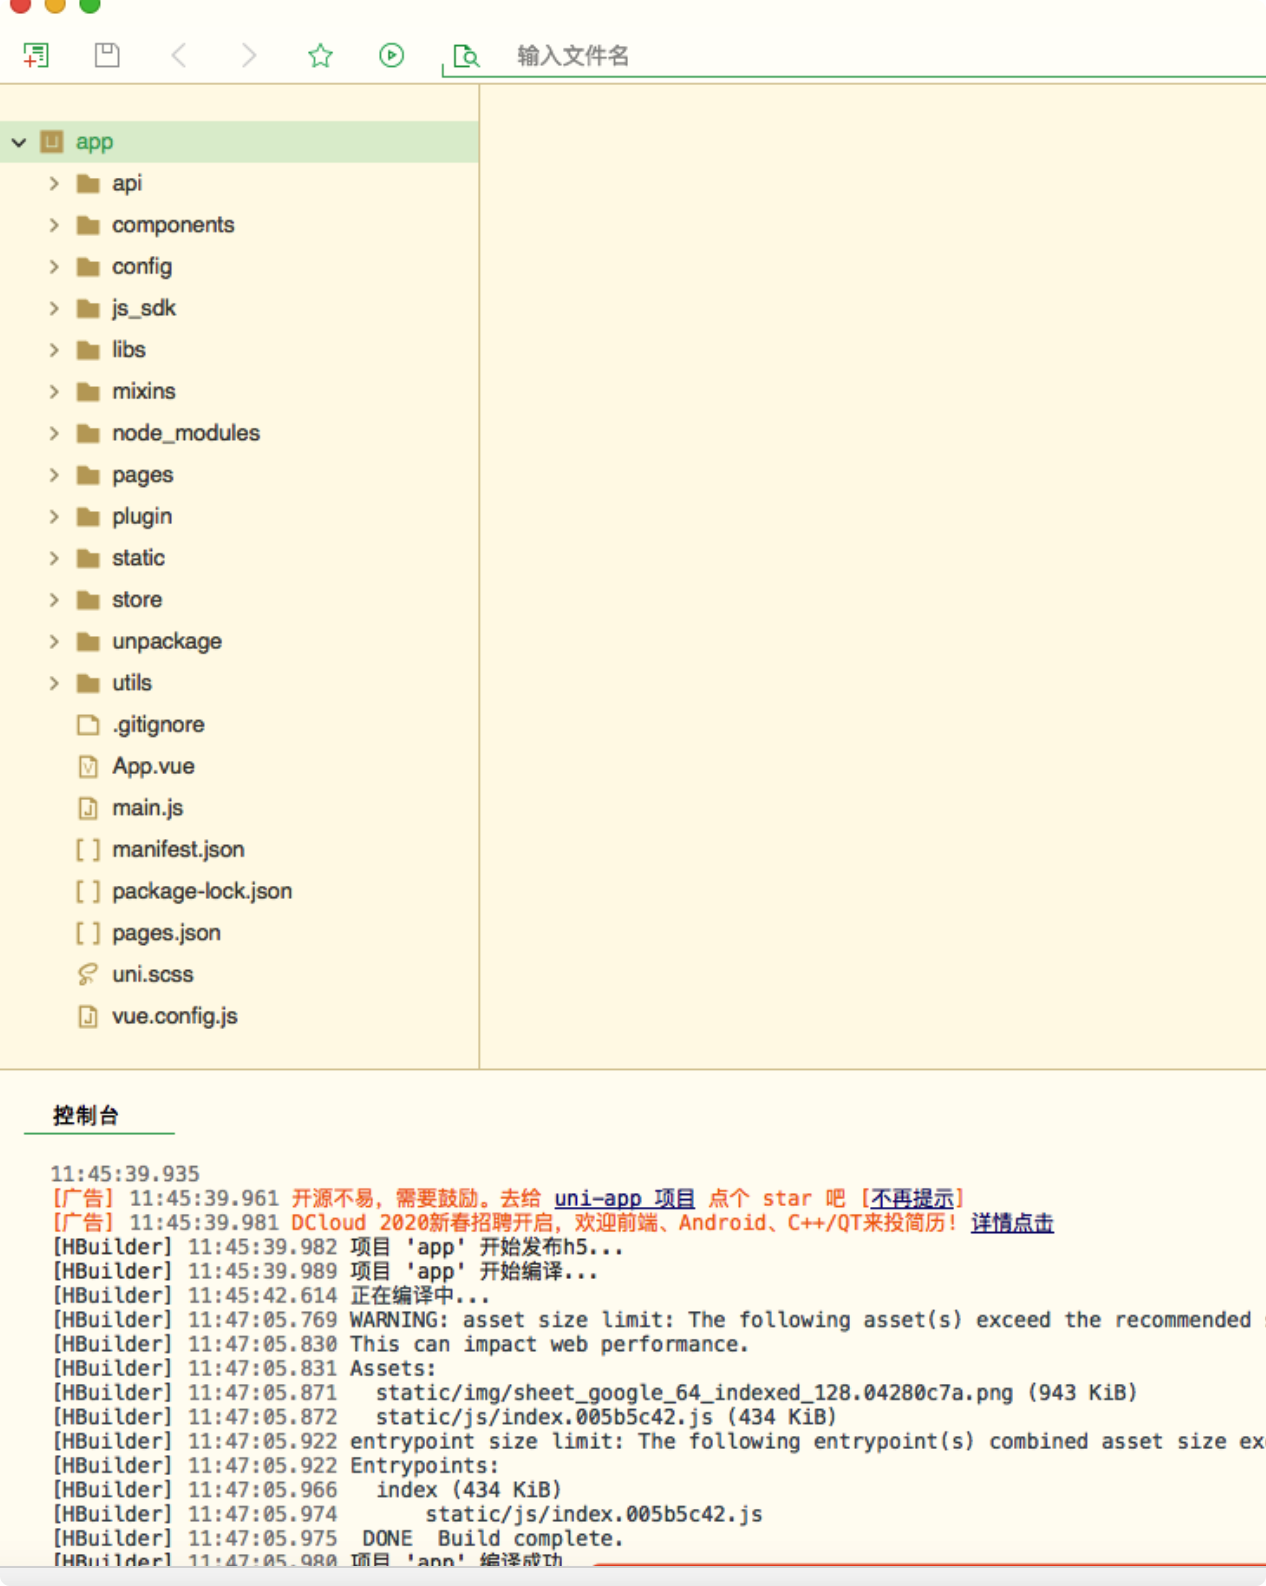 输入文件名
app
api
components
config
js_sdk
libs
mixins
node_modules
pages
plugin
static
store
unpackage
utils
.gitignore
App.vue
main.js
manifest.json
package-lock.json
pages.json
uni.scss
vue.config.js
控制台
11:45:39.935
[广告] 11:45:39.961 开源不易，需要鼓励。去给 uni-app 项目 点个 star 吧 [不再提示]
[广告] 11:45:39.981 DCloud 2020新春招聘开启，欢迎前端、Android、C++/QT来投简历！ 详情点击
[HBuilder] 11:45:39.982 项目 'app' 开始发布h5...
[HBuilder] 11:45:39.989 项目 'app' 开始编译...
[HBuilder] 11:45:42.614 正在编译中...
[HBuilder] 11:47:05.769 WARNING: asset size limit: The following asset(s) exceed the recommended
[HBuilder] 11:47:05.830 This can impact web performance.
[HBuilder] 11:47:05.831 Assets:
[HBuilder] 11:47:05.871 static/img/sheet_google_64_indexed_128.04280c7a.png (943 KiB)
[HBuilder] 11:47:05.872 static/js/index.005b5c42.js (434 KiB)
[HBuilder] 11:47:05.922 entrypoint size limit: The following entrypoint(s) combined asset size
[HBuilder] 11:47:05.922 Entrypoints:
[HBuilder] 11:47:05.966 index (434 KiB)
[HBuilder] 11:47:05.974 static/js/index.005b5c42.js
[HBuilder] 11:47:05.975 DONE Build complete.
[HBuilder] 11:47:05.980 项目 'app' 编译成功